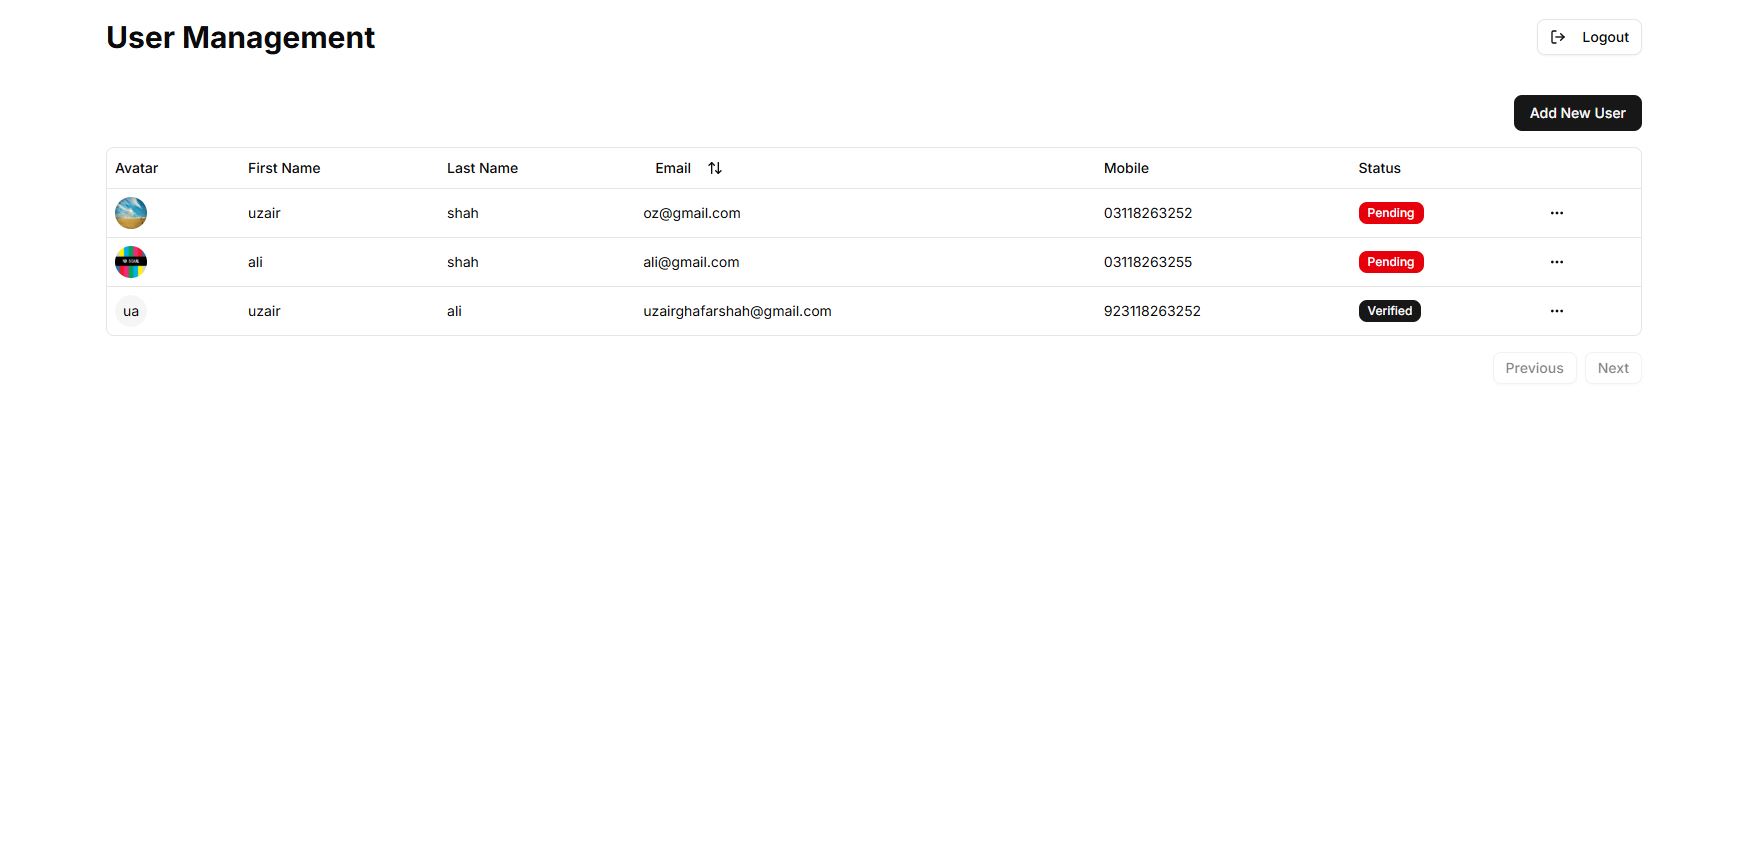 User Management
Logout
Add New User
Avatar First Name Last Name Email Mobile Status
uzair shah oz@gmail.com 03118263252 Pending
ali shah ali@gmail.com 03118263255 Pending
ua uzair ali uzairghafarshah@gmail.com 923118263252 Verified
Previous Next